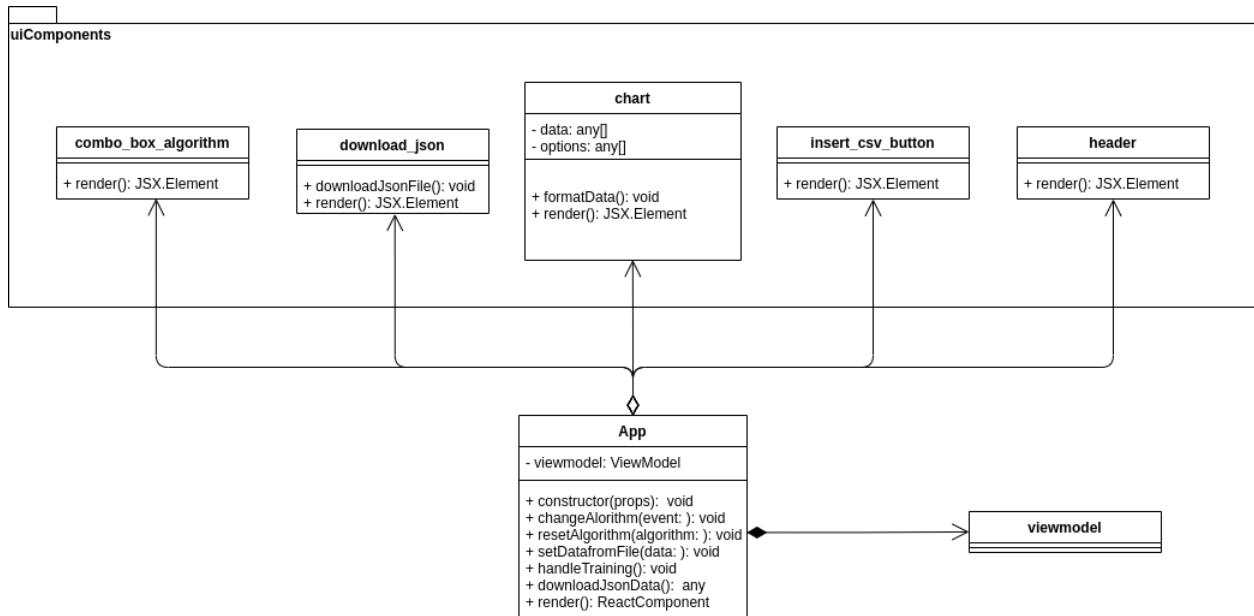 uiComponents
combo_box_algorithm
+ render(): JSX.Element
download_json
+ downloadJsonFile(): void
+ render(): JSX.Element
chart
- data: any[]
- options: any[]
+ formatData(): void
+ render(): JSX.Element
insert_csv_button
+ render(): JSX.Element
header
+ render(): JSX.Element
App
- viewmodel: ViewModel
+ constructor(props):  void
+ changeAlorithm(event: ): void
+ resetAlgorithm(algorithm: ): void
+ setDatafromFile(data: ): void
+ handleTraining(): void
+ downloadJsonData():  any
+ render(): ReactComponent
viewmodel